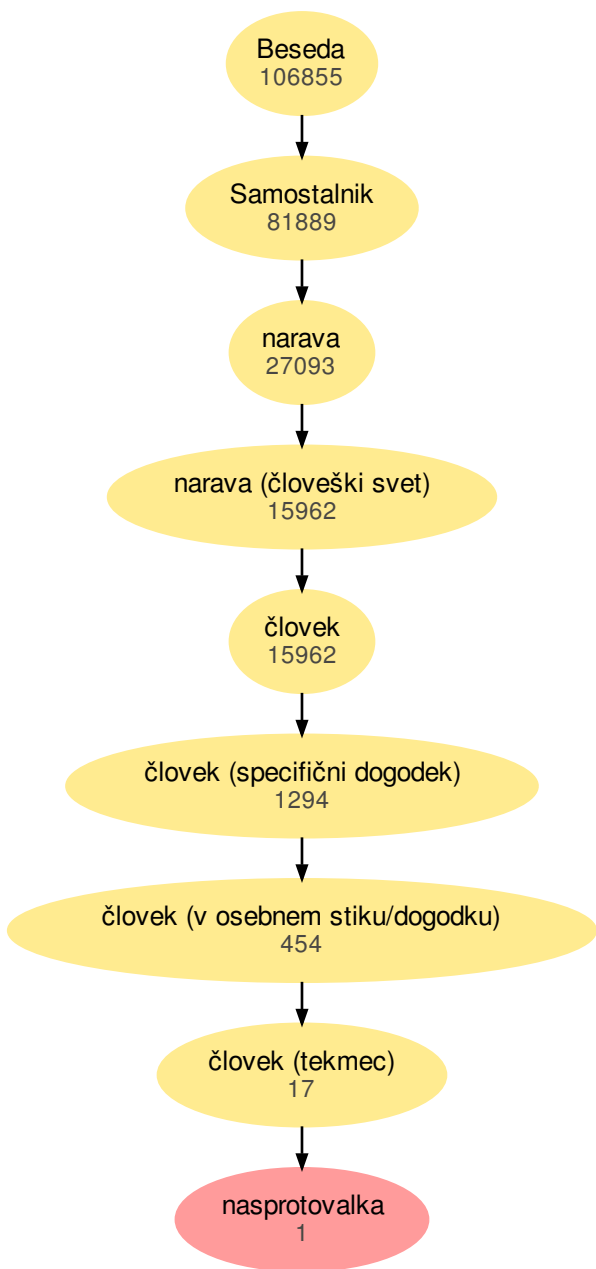 Beseda
106855
Samostalnik
81889
narava
27093
narava (človeški svet)
15962
človek
15962
človek (specifični dogodek)
1294
človek (v osebnem stiku/dogodku)
454
človek (tekmec)
17
nasprotovalka
1